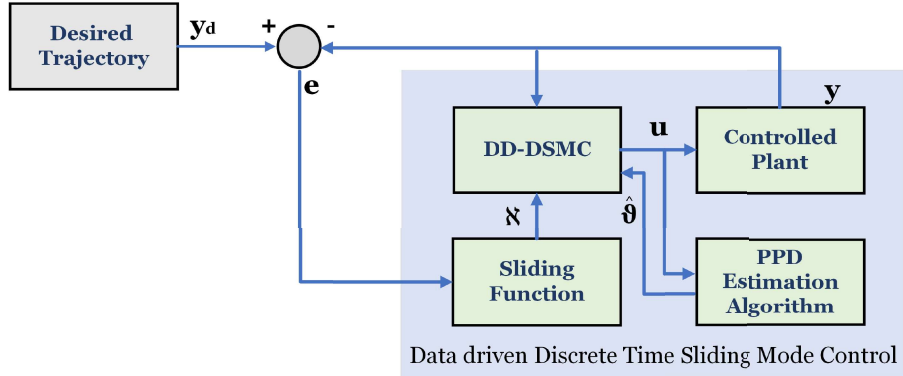 Desired
Trajectory
yd
+
-
e
y
DD-DSMC
u
Controlled
Plant
ℵ
ϑ̂
Sliding
Function
PPD
Estimation
Algorithm
Data driven Discrete Time Sliding Mode Control